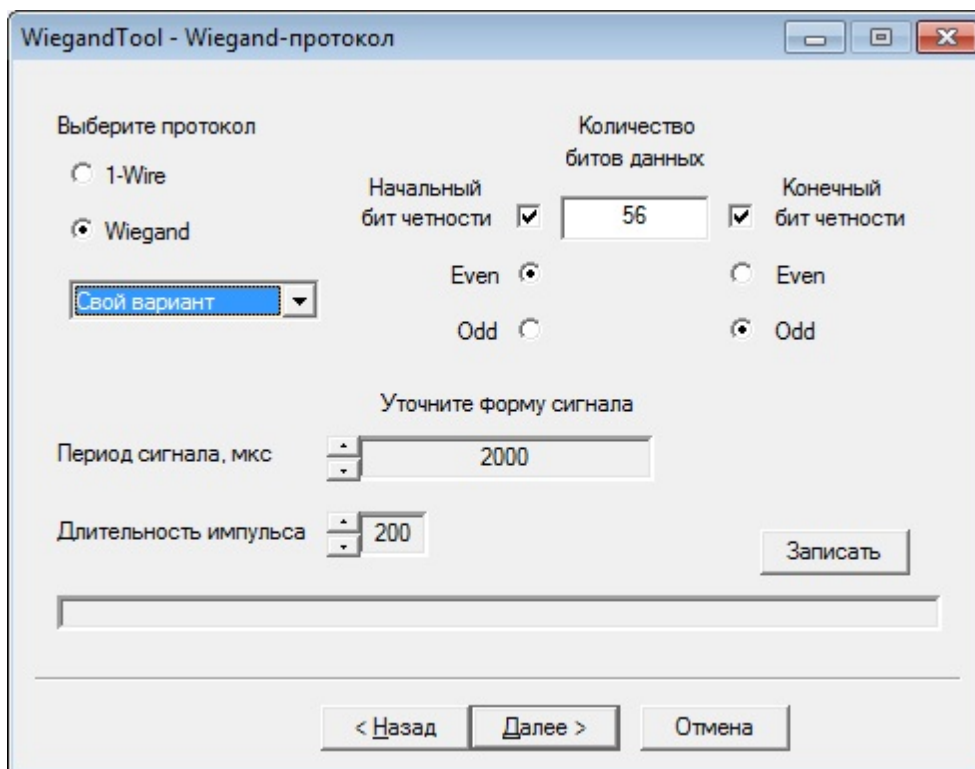 WiegandTool - Wiegand-протокол
Выберите протокол
1-Wire
Wiegand
Свой вариант
Количество
битов данных
Начальный
бит четности
56
Конечный
бит четности
Even
Even
Odd
Odd
Уточните форму сигнала
Период сигнала, мкс
2000
Длительность импульса
200
Записать
< Назад
Далее >
Отмена